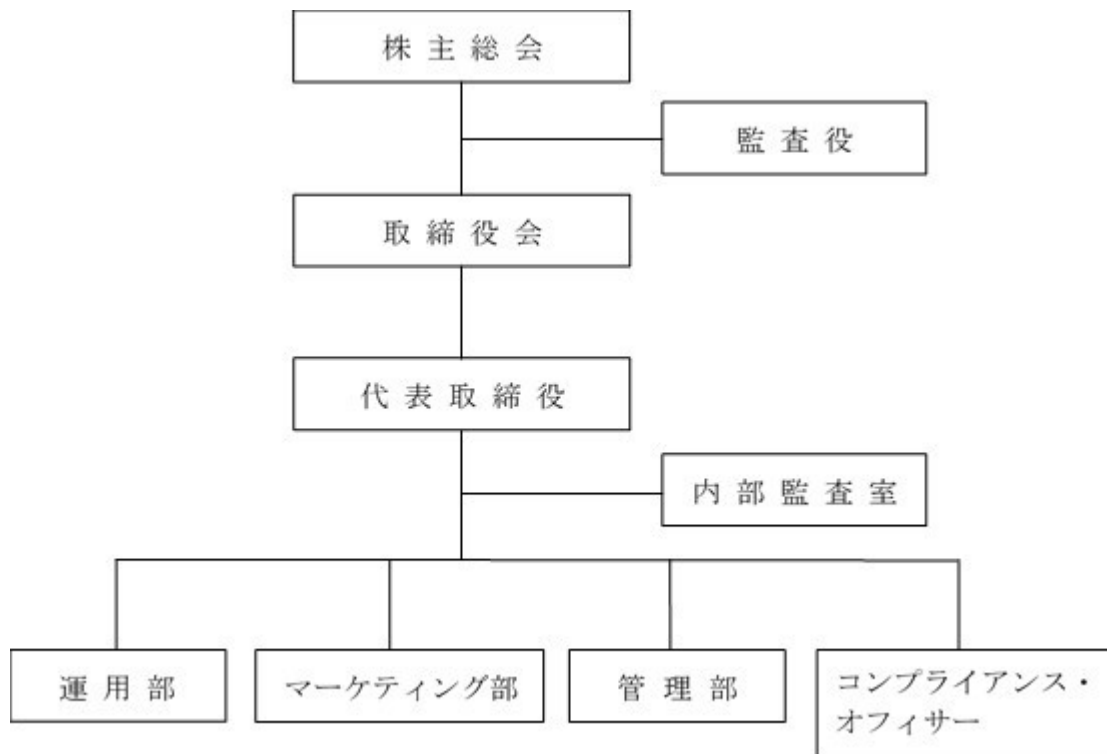 株主総会
監査役
取締役会
代表取締役
内部監査室
運用部
マーケティング部
管理部
コンプライアンス・
オフィサー